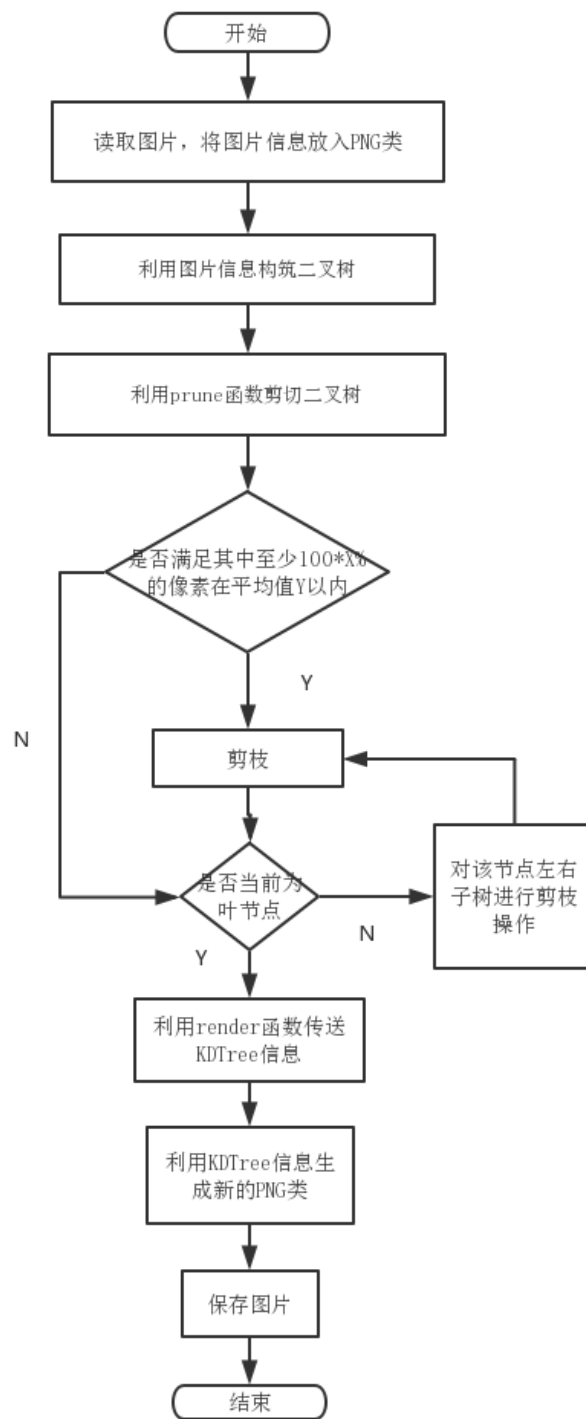 开始
读取图片，将图片信息放入PNG类
利用图片信息构筑二叉树
利用prune函数剪切二叉树
是否满足其中至少100*X%
的像素在平均值Y以内
Y
N
剪枝
是否当前为
叶节点
对该节点左右
子树进行剪枝
操作
N
Y
利用render函数传送
KDTree信息
利用KDTree信息生
成新的PNG类
保存图片
结束